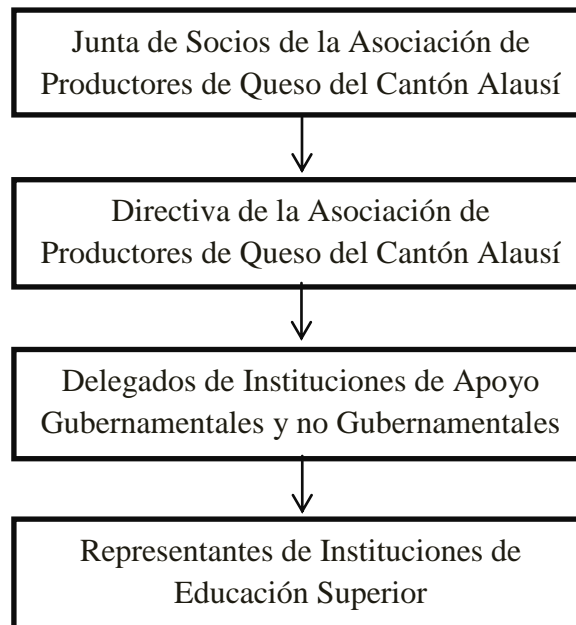 Junta de Socios de la Asociación de
Productores de Queso del Cantón Alausí
Directiva de la Asociación de
Productores de Queso del Cantón Alausí
Delegados de Instituciones de Apoyo
Gubernamentales y no Gubernamentales
Representantes de Instituciones de
Educación Superior